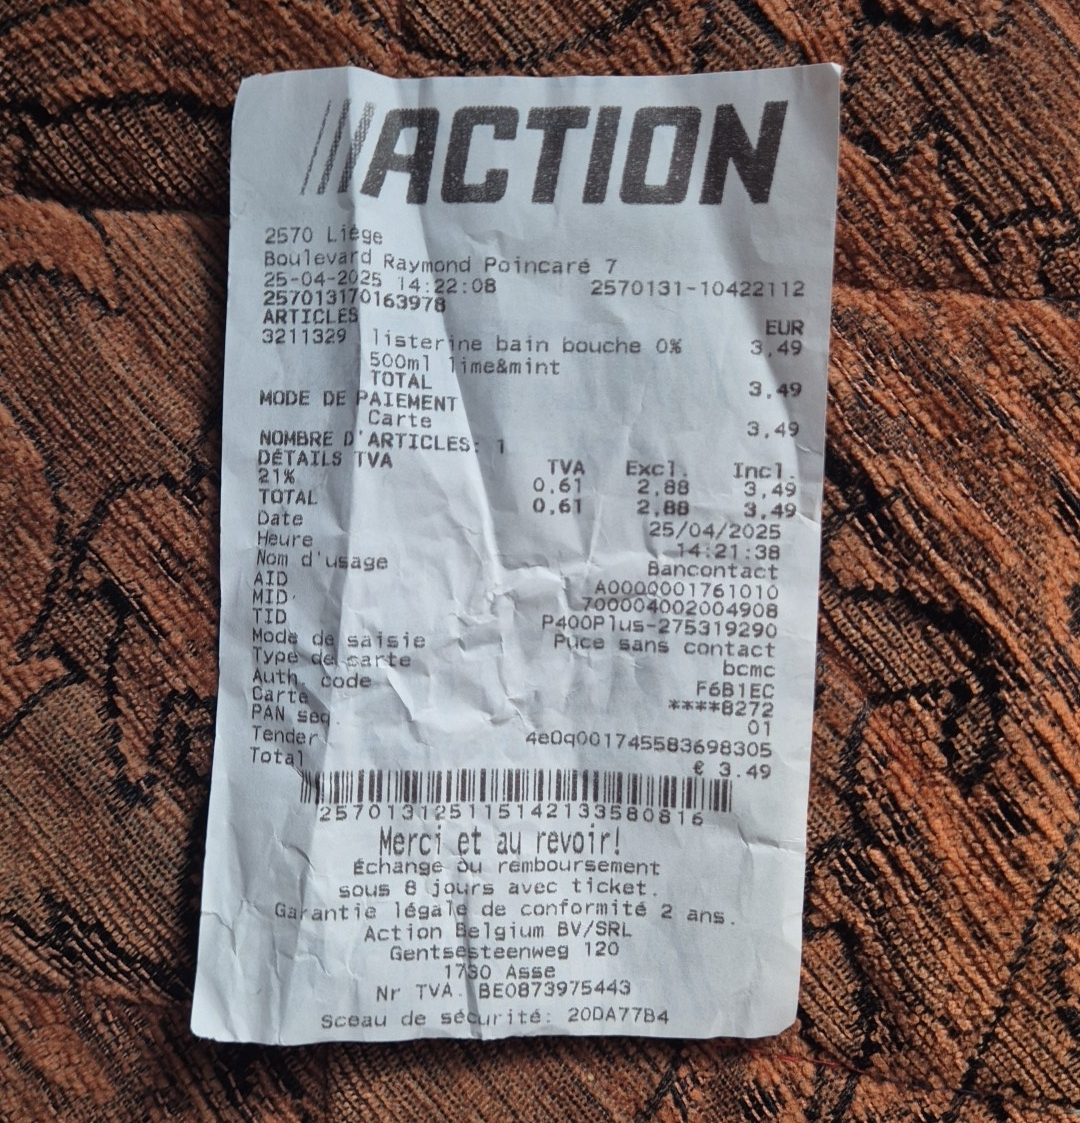 ACTION
2570 Liège
Boulevard Raymond Poincaré 7
25-04-2025 14:22:08 2570131-10422112
257013170163978
ARTICLES EUR
3211329 listerine bain bouche 0% 3,49
500ml lime&mint
TOTAL 3,49
MODE DE PAIEMENT
Carte 3,49
NOMBRE D'ARTICLES: 1
DÉTAILS TVA TVA Excl. Incl.
21% 0,61 2,88 3,49
TOTAL 0,61 2,88 3,49
Date 25/04/2025
Heure 14:21:38
Nom d'usage Bancontact
AID A0000001761010
MID 700004002004908
TID P400Plus-275319290
Mode de saisie Puce sans contact
Type de carte bcmc
Auth. code F6B1EC
Carte ****8272
PAN seq. 01
Tender 4e0q001745583698305
Total € 3.49
257013125115142133580816
Merci et au revoir!
Échange ou remboursement
sous 8 jours avec ticket.
Garantie légale de conformité 2 ans.
Action Belgium BV/SRL
Gentsesteenweg 120
1730 Asse
Nr TVA. BE0873975443
Sceau de sécurité: 20DA77B4